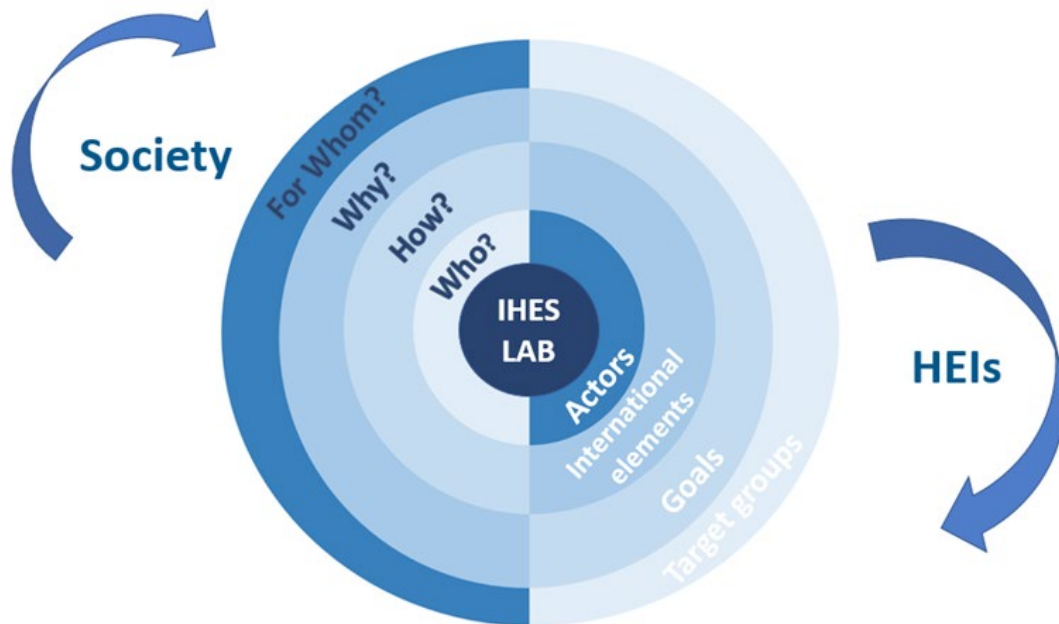 Society
For Whom?
Why?
How?
Who?
IHES
LAB
Actors
International
elements
Goals
Target groups
HEIs